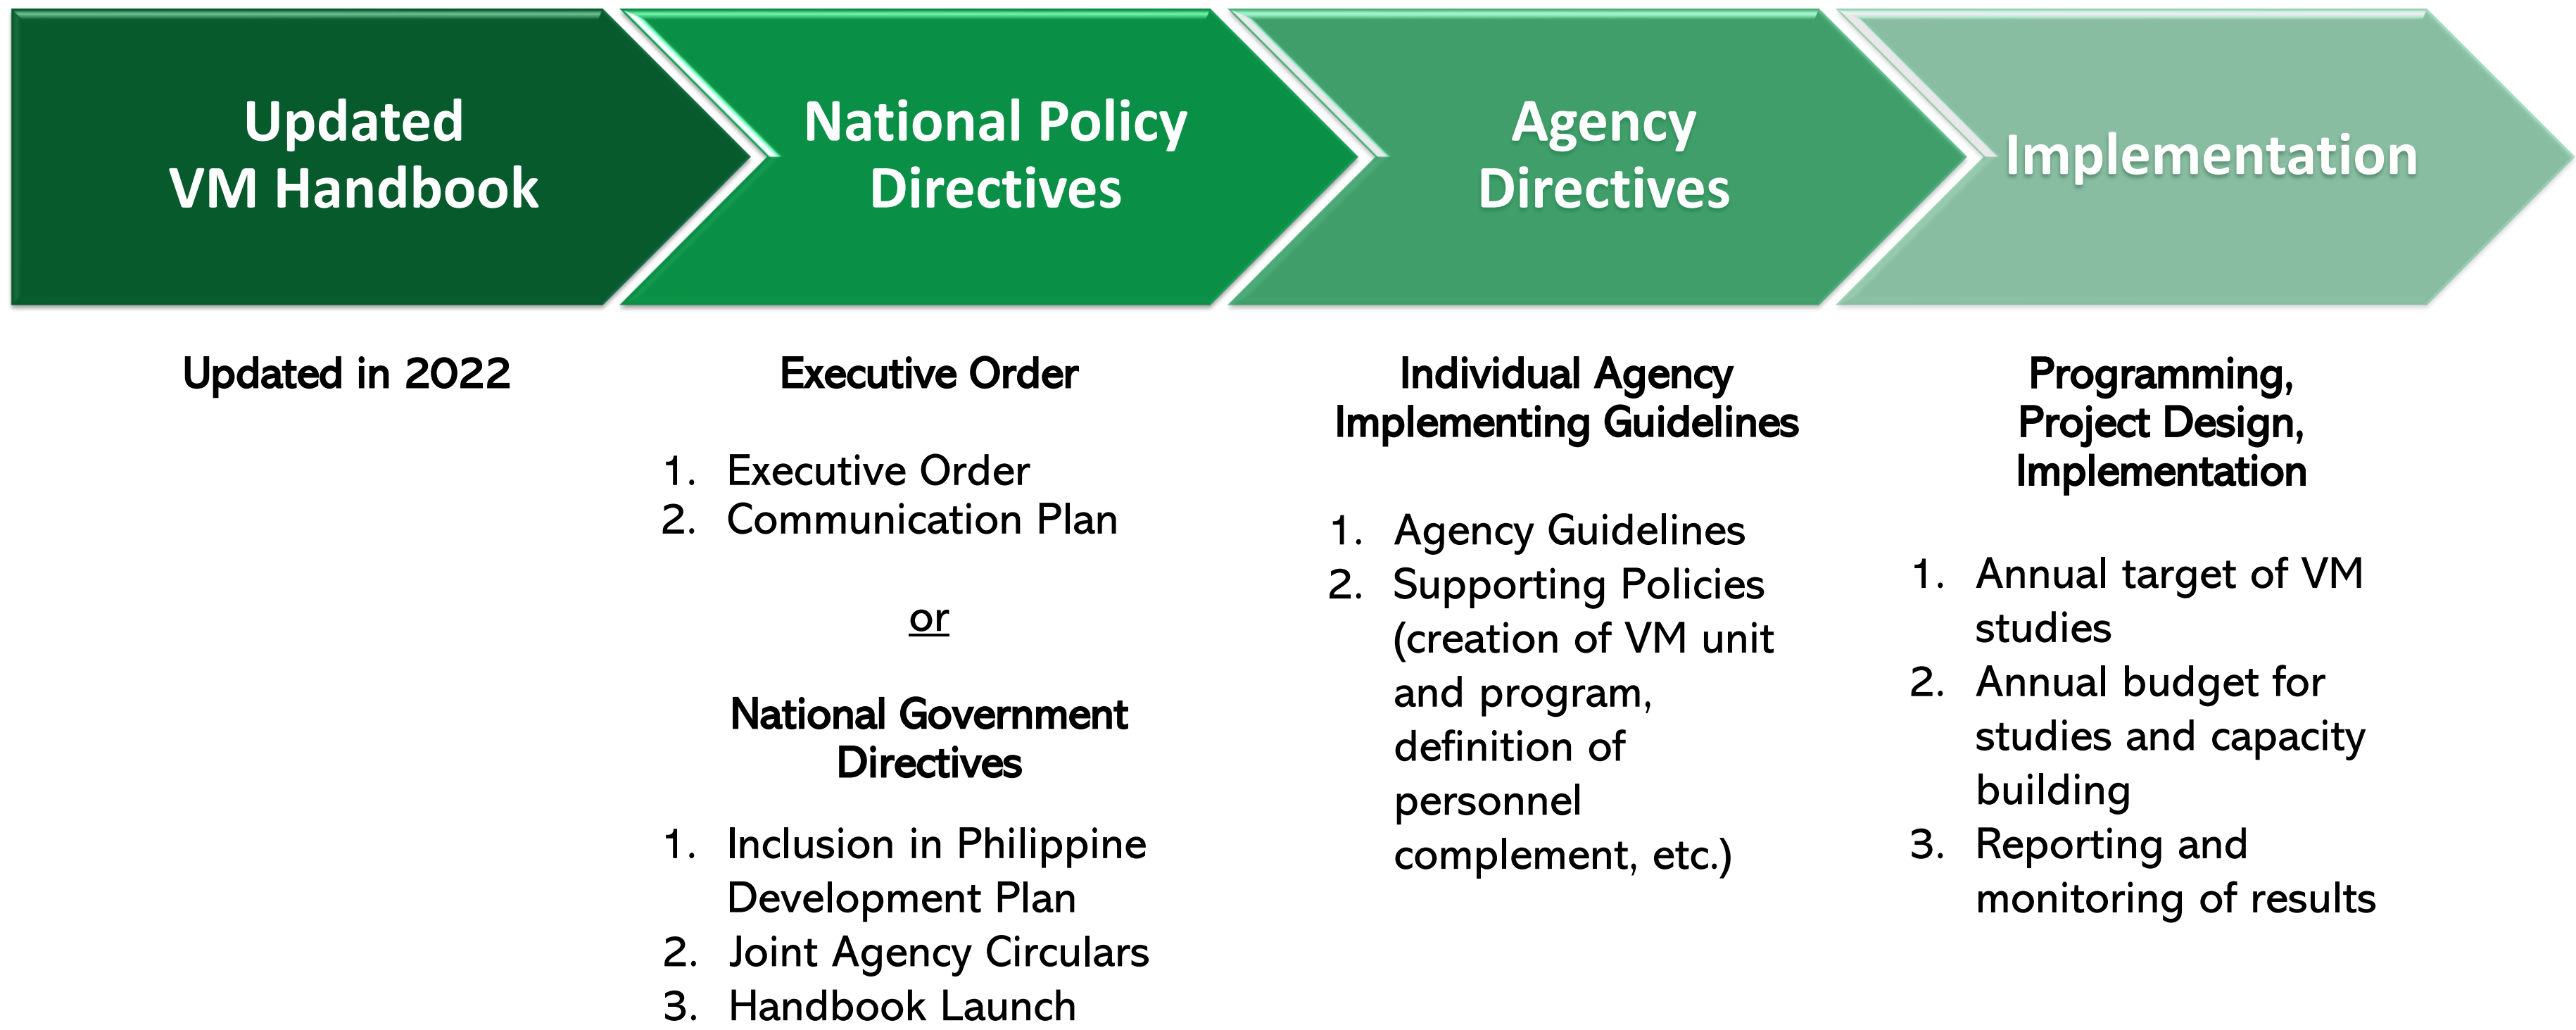 Updated
VM Handbook
National Policy
Directives
Agency
Directives
Implementation
Updated in 2022
Executive Order
1. Executive Order
2. Communication Plan
or
National Government
Directives
1. Inclusion in Philippine
Development Plan
2. Joint Agency Circulars
3. Handbook Launch
Individual Agency
Implementing Guidelines
1. Agency Guidelines
2. Supporting Policies
(creation of VM unit
and program,
definition of
personnel
complement, etc.)
Programming,
Project Design,
Implementation
1. Annual target of VM
studies
2. Annual budget for
studies and capacity
building
3. Reporting and
monitoring of results